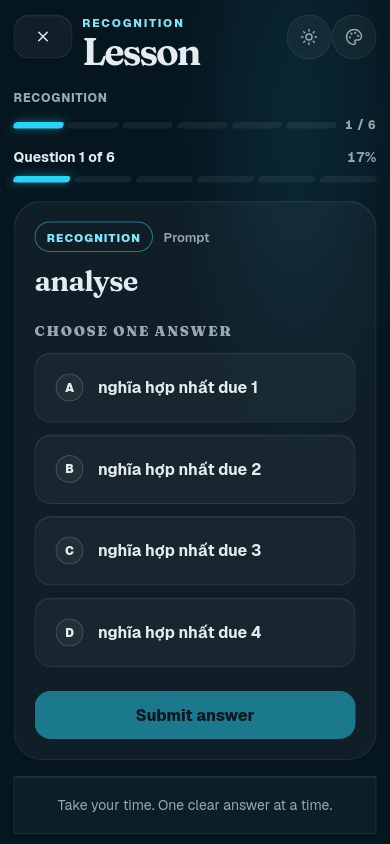 RECOGNITION
Lesson
RECOGNITION
1 / 6
Question 1 of 6
17%
RECOGNITION Prompt
analyse
CHOOSE ONE ANSWER
A nghĩa hợp nhất due 1
B nghĩa hợp nhất due 2
C nghĩa hợp nhất due 3
D nghĩa hợp nhất due 4
Submit answer
Take your time. One clear answer at a time.